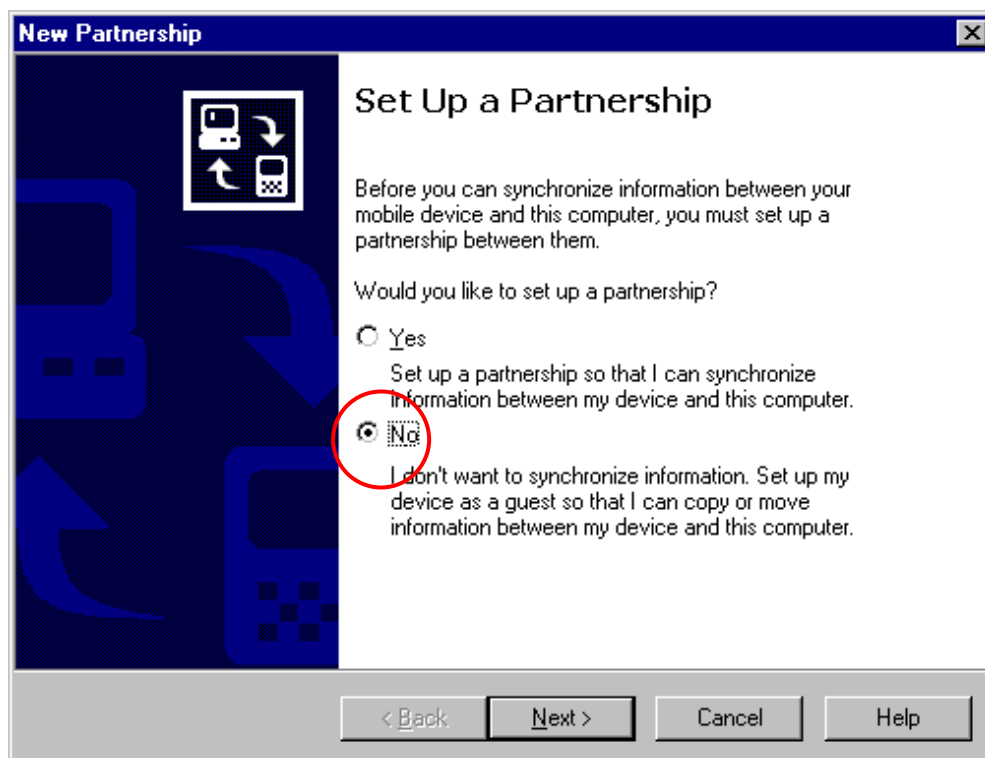 New Partnership
Set Up a Partnership
Before you can synchronize information between your
mobile device and this computer, you must set up a
partnership between them.
Would you like to set up a partnership?
Yes
Set up a partnership so that I can synchronize
information between my device and this computer.
No
I don't want to synchronize information. Set up my
device as a guest so that I can copy or move
information between my device and this computer.
< Back Next > Cancel Help